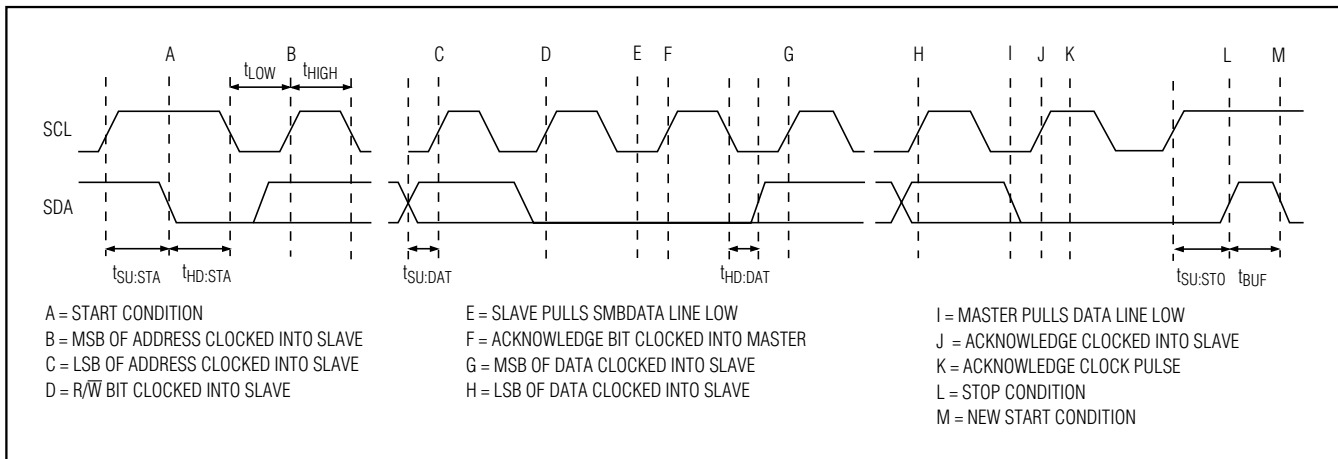 A B C D E F G H I J K L M
tLOW tHIGH
SCL
SDA
tSU:STA tHD:STA tSU:DAT tHD:DAT tSU:STO tBUF
A = START CONDITION
B = MSB OF ADDRESS CLOCKED INTO SLAVE
C = LSB OF ADDRESS CLOCKED INTO SLAVE
D = R/W̅ BIT CLOCKED INTO SLAVE
E = SLAVE PULLS SMBDATA LINE LOW
F = ACKNOWLEDGE BIT CLOCKED INTO MASTER
G = MSB OF DATA CLOCKED INTO SLAVE
H = LSB OF DATA CLOCKED INTO SLAVE
I = MASTER PULLS DATA LINE LOW
J = ACKNOWLEDGE CLOCKED INTO SLAVE
K = ACKNOWLEDGE CLOCK PULSE
L = STOP CONDITION
M = NEW START CONDITION